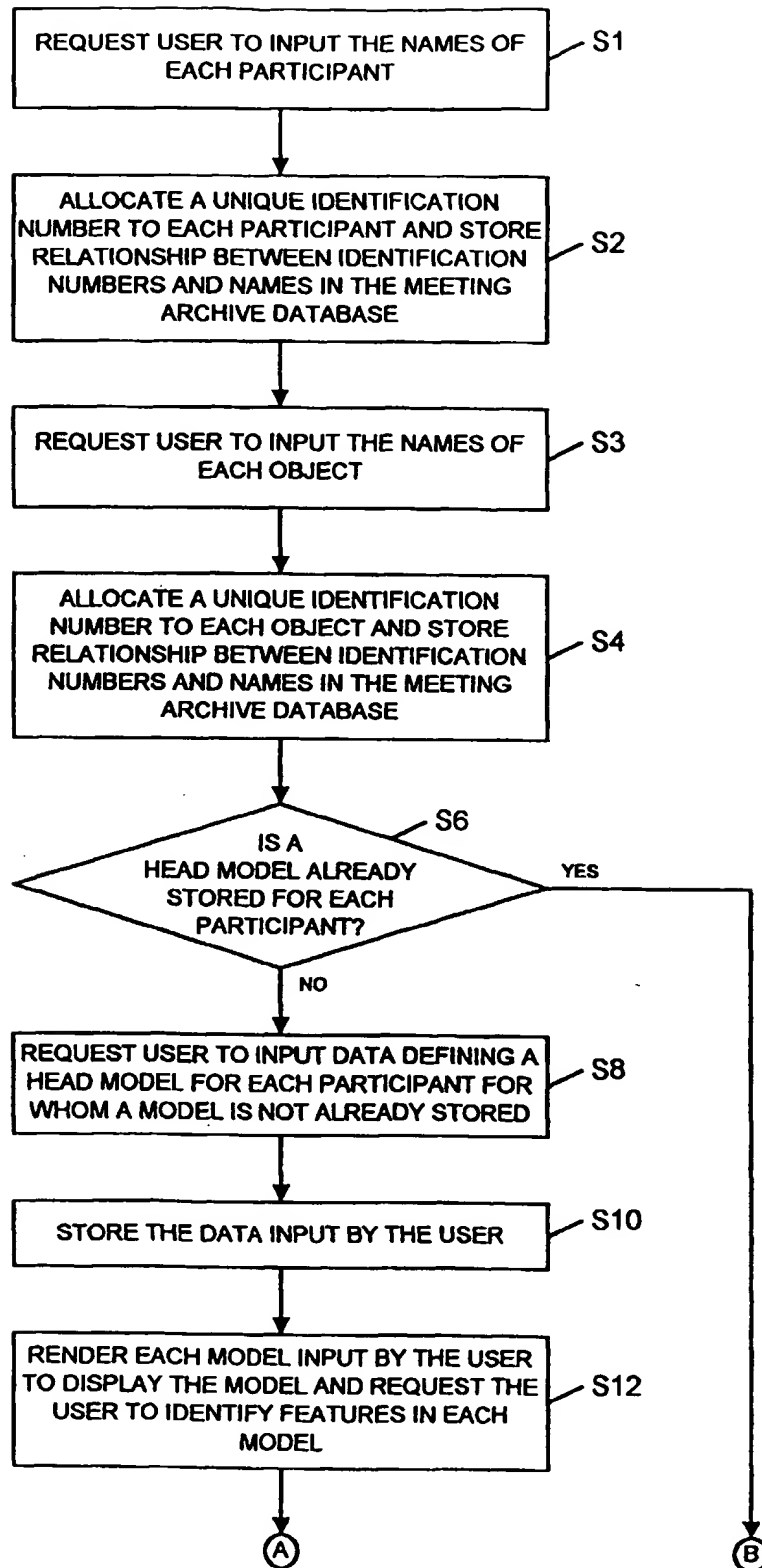 REQUEST USER TO INPUT THE NAMES OF
EACH PARTICIPANT
S1
ALLOCATE A UNIQUE IDENTIFICATION
NUMBER TO EACH PARTICIPANT AND STORE
RELATIONSHIP BETWEEN IDENTIFICATION
NUMBERS AND NAMES IN THE MEETING
ARCHIVE DATABASE
S2
REQUEST USER TO INPUT THE NAMES OF
EACH OBJECT
S3
ALLOCATE A UNIQUE IDENTIFICATION
NUMBER TO EACH OBJECT AND STORE
RELATIONSHIP BETWEEN IDENTIFICATION
NUMBERS AND NAMES IN THE MEETING
ARCHIVE DATABASE
S4
S6
IS A
HEAD MODEL ALREADY
STORED FOR EACH
PARTICIPANT?
YES
NO
REQUEST USER TO INPUT DATA DEFINING A
HEAD MODEL FOR EACH PARTICIPANT FOR
WHOM A MODEL IS NOT ALREADY STORED
S8
STORE THE DATA INPUT BY THE USER
S10
RENDER EACH MODEL INPUT BY THE USER
TO DISPLAY THE MODEL AND REQUEST THE
USER TO IDENTIFY FEATURES IN EACH
MODEL
S12
A
B